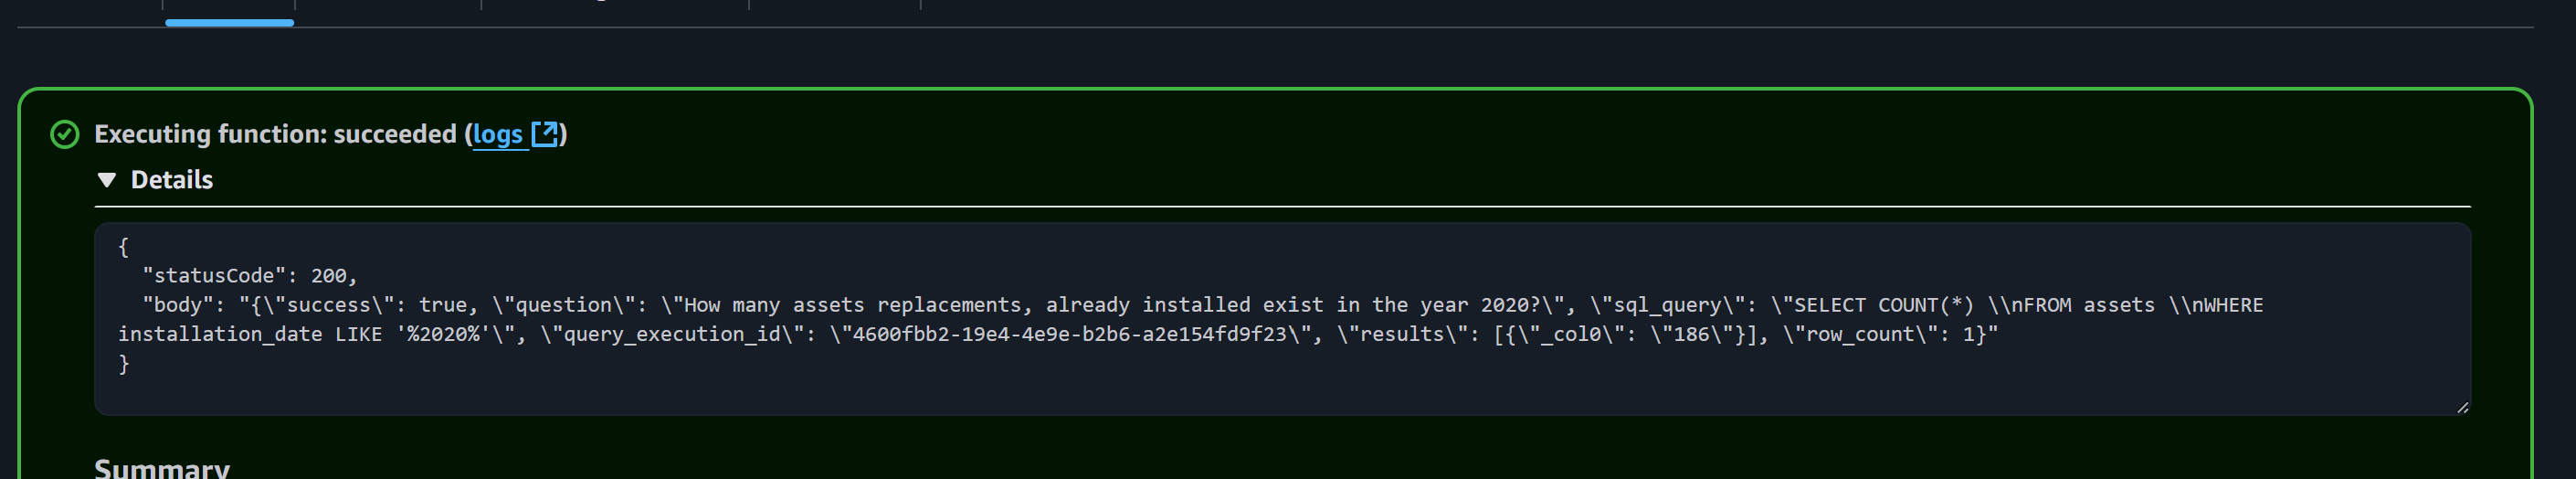 Executing function: succeeded (logs)
Details
{
  "statusCode": 200,
  "body": "{\"success\": true, \"question\": \"How many assets replacements, already installed exist in the year 2020?\", \"sql_query\": \"SELECT COUNT(*) \\nFROM assets \\nWHERE
installation_date LIKE '%2020%'\", \"query_execution_id\": \"4600fbb2-19e4-4e9e-b2b6-a2e154fd9f23\", \"results\": [{\"_col0\": \"186\"}], \"row_count\": 1}"
}
Summary